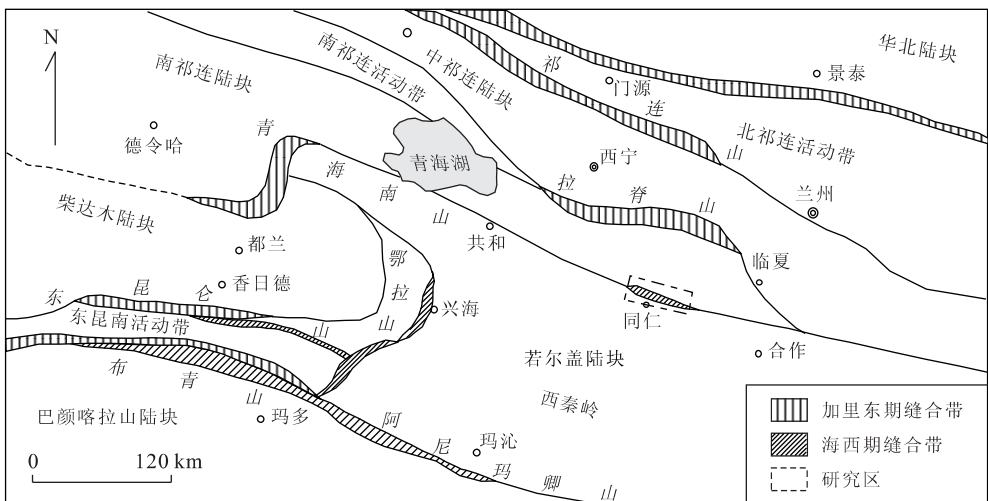 N
南祁连陆块
南祁连活动带
中祁连陆块
祁连山
门源
华北陆块
景泰
北祁连活动带
德令哈
青海南山
青海湖
西宁
拉脊山
兰州
柴达木陆块
都兰
共和
鄂拉山
临夏
香日德
东昆仑山
兴海
东昆南活动带
同仁
合作
若尔盖陆块
西秦岭
布青山
巴颜喀拉山陆块
玛多
阿尼玛卿山
玛沁
0 120 km
加里东期缝合带
海西期缝合带
研究区